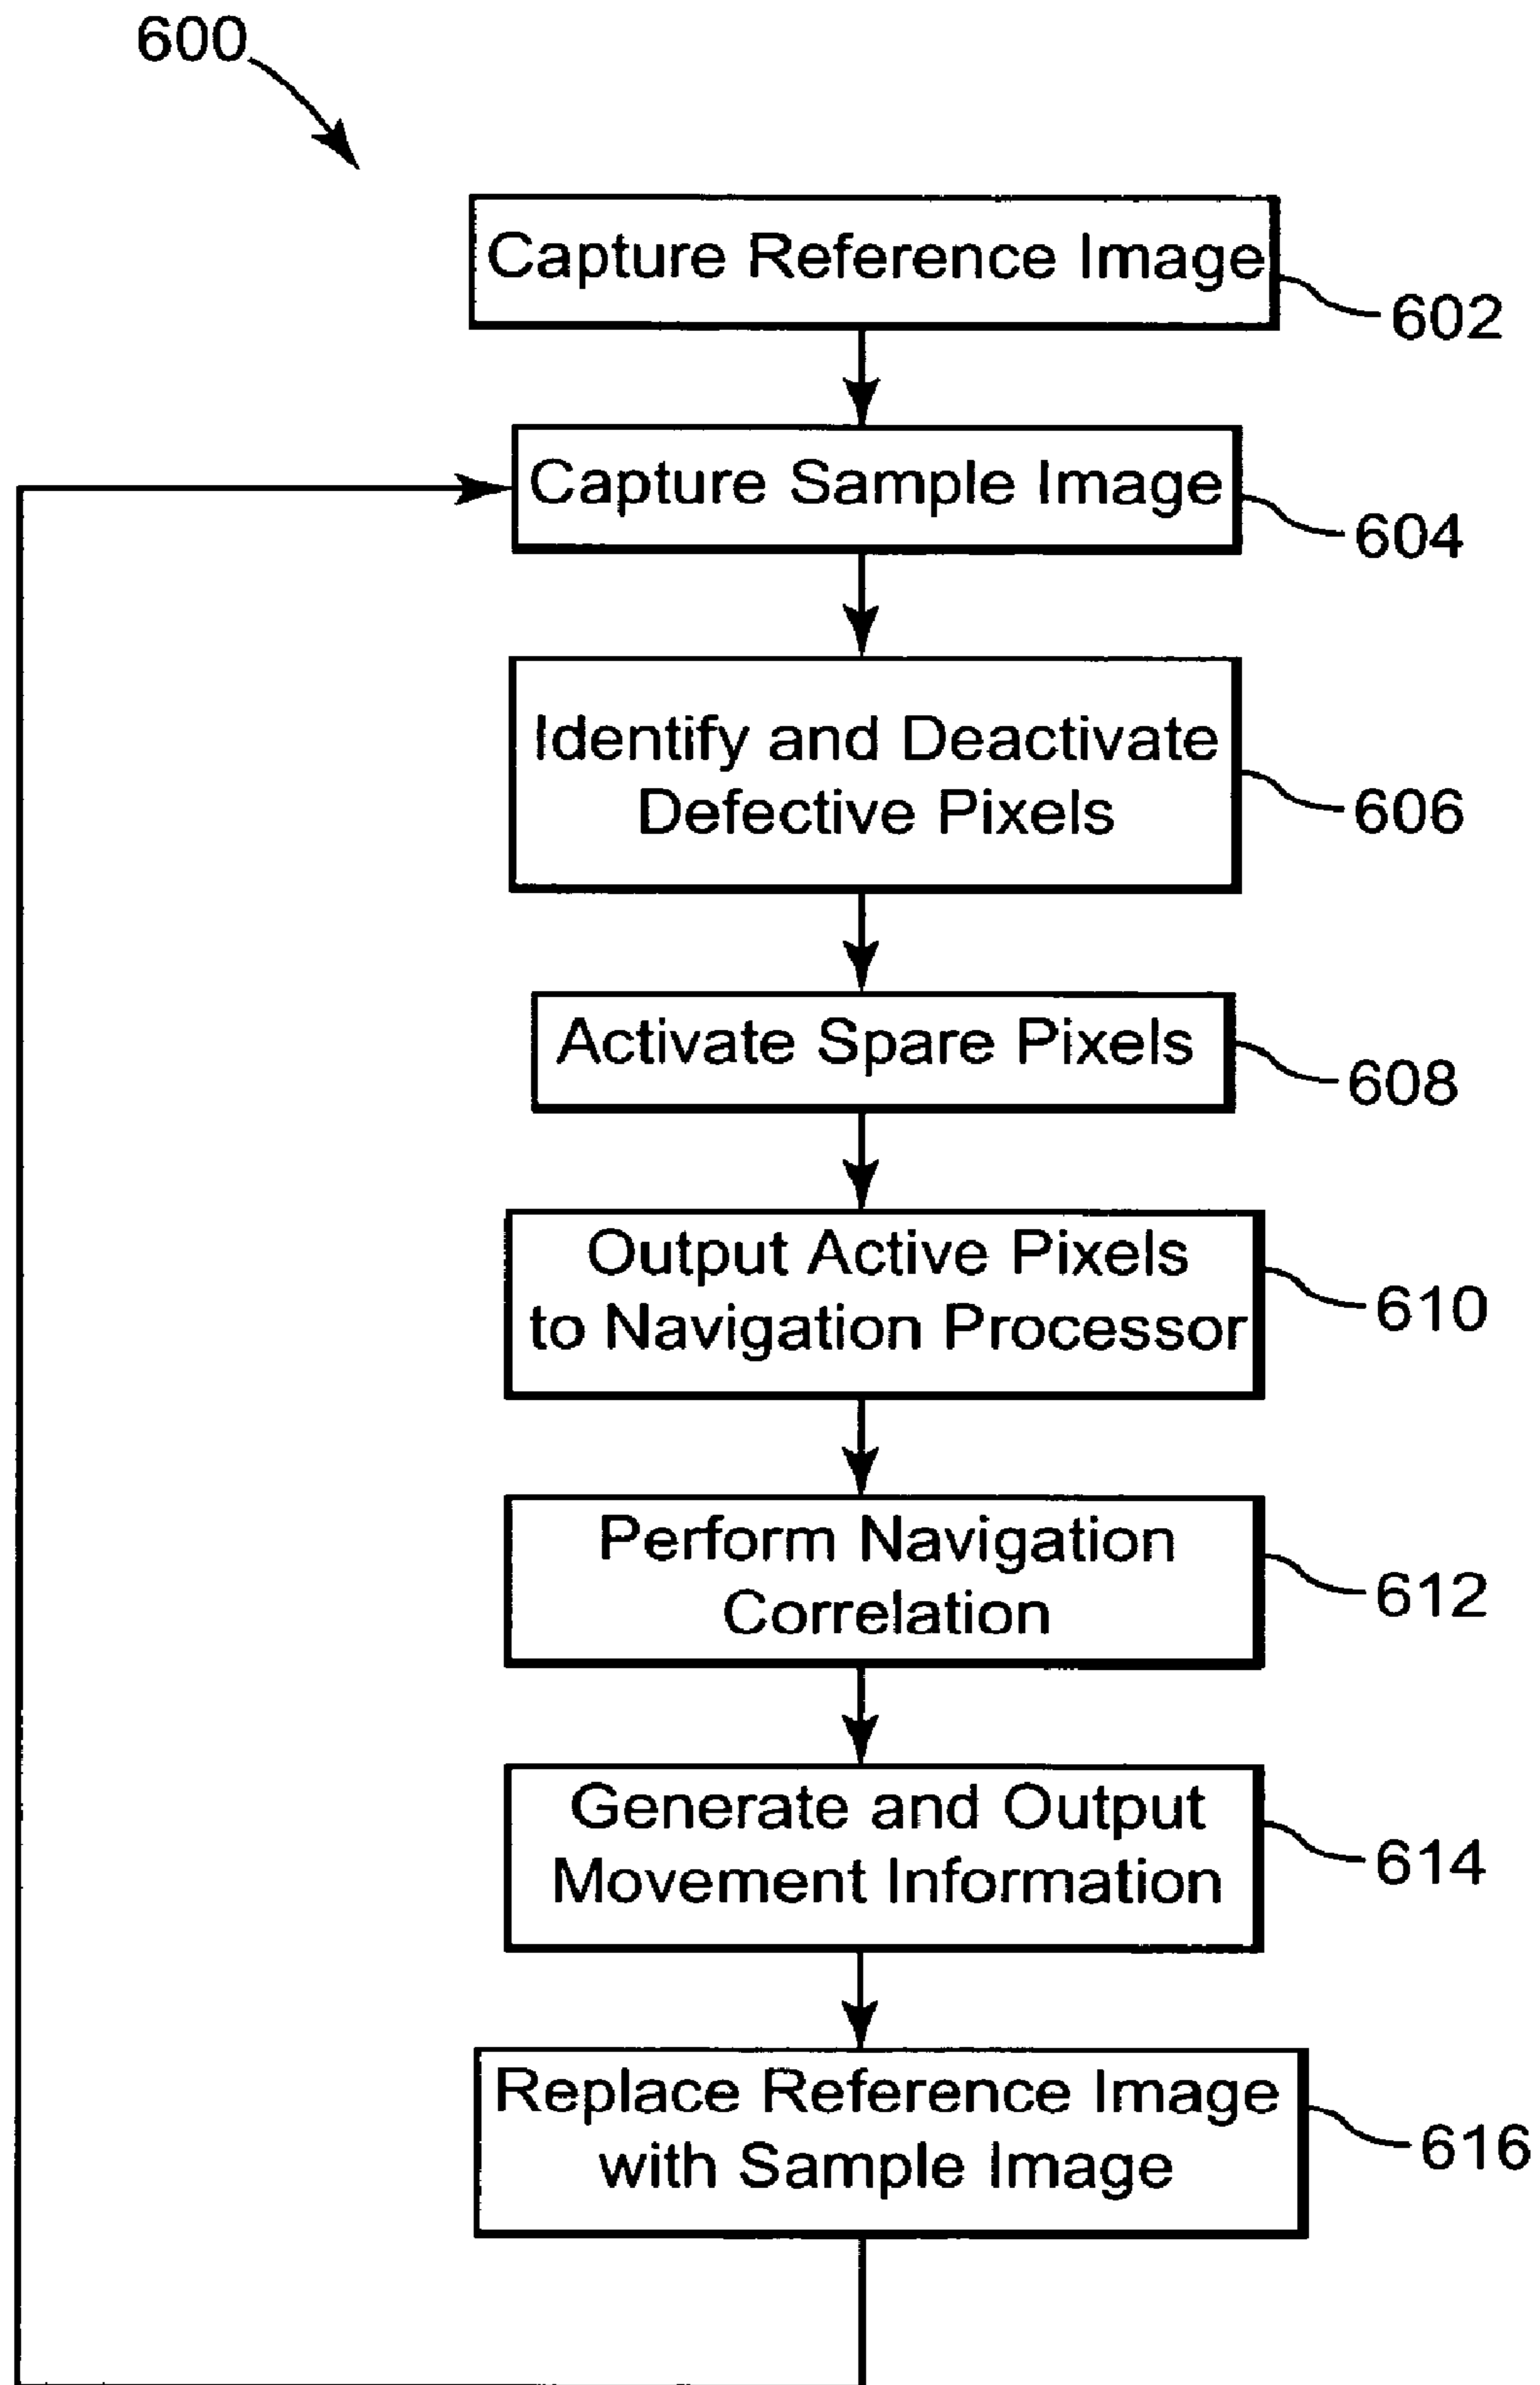 600
Capture Reference Image
602
Capture Sample Image
604
Identify and Deactivate
Defective Pixels
606
Activate Spare Pixels
608
Output Active Pixels
to Navigation Processor
610
Perform Navigation
Correlation
612
Generate and Output
Movement Information
614
Replace Reference Image
with Sample Image
616